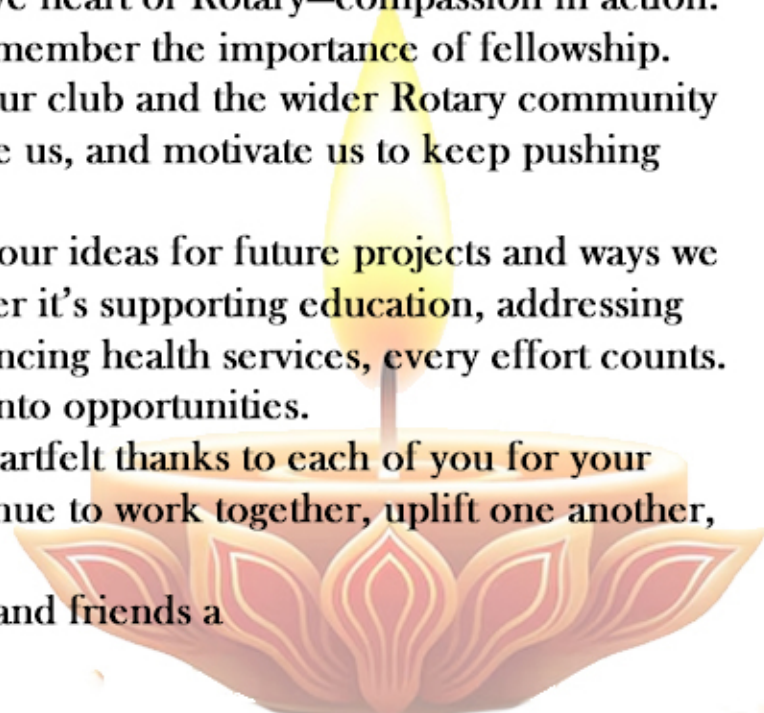 heart of Rotary—compassion in action.
member the importance of fellowship.
ur club and the wider Rotary community
e us, and motivate us to keep pushing
our ideas for future projects and ways we
er it’s supporting education, addressing
ncing health services, every effort counts.
nto opportunities.
artfelt thanks to each of you for your
nue to work together, uplift one another,
and friends a